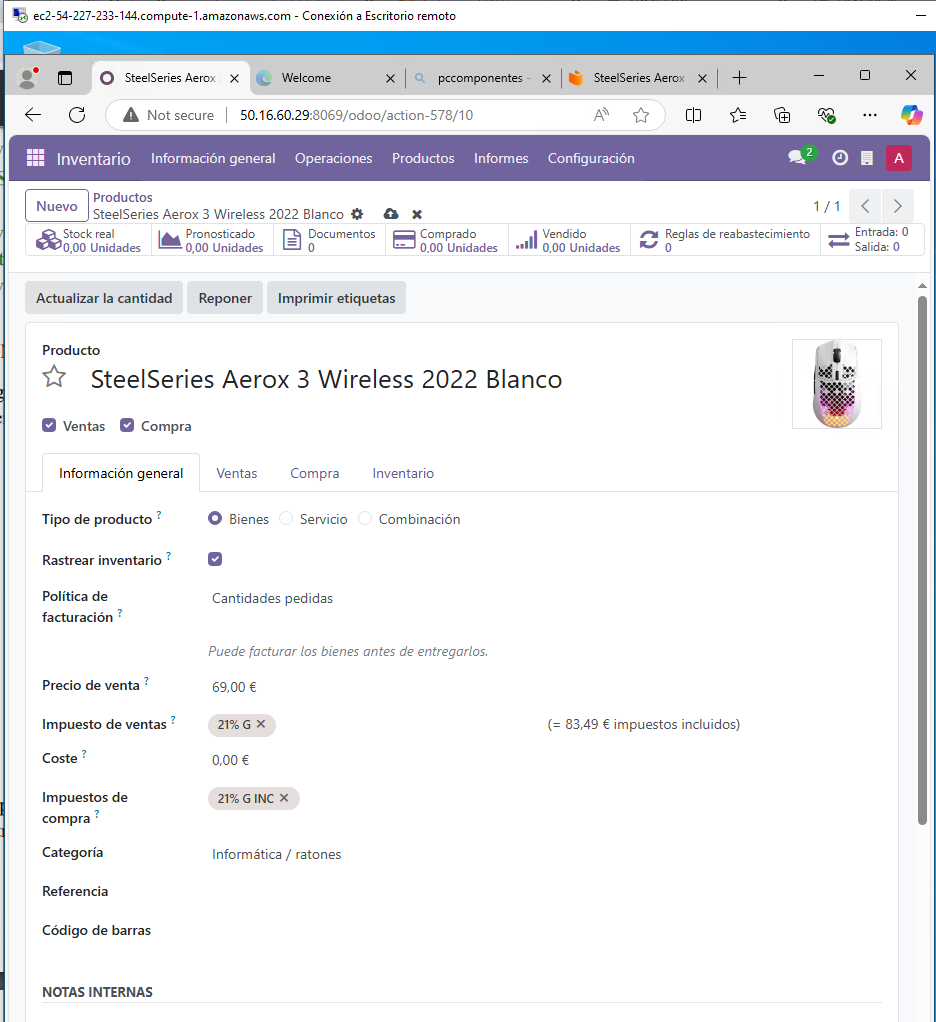 ec2-54-227-233-144.compute-1.amazonaws.com - Conexión a Escritorio remoto
SteelSeries Aerox
Welcome
pccomponentes -
SteelSeries Aerox
Not secure
50.16.60.29:8069/odoo/action-578/10
Inventario Información general Operaciones Productos Informes Configuración 2 A
Nuevo
Productos
SteelSeries Aerox 3 Wireless 2022 Blanco
1 / 1
Stock real
0,00 Unidades
Pronosticado
0,00 Unidades
Documentos
0
Comprado
0,00 Unidades
Vendido
0,00 Unidades
Reglas de reabastecimiento
0
Entrada: 0
Salida: 0
Actualizar la cantidad Reponer Imprimir etiquetas
Producto
SteelSeries Aerox 3 Wireless 2022 Blanco
Ventas Compra
Información general Ventas Compra Inventario
Tipo de producto ? Bienes Servicio Combinación
Rastrear inventario ?
Política de
facturación ?
Cantidades pedidas
Puede facturar los bienes antes de entregarlos.
Precio de venta ? 69,00 €
Impuesto de ventas ? 21% G (= 83,49 € impuestos incluidos)
Coste ? 0,00 €
Impuestos de
compra ?
21% G INC
Categoría Informática / ratones
Referencia
Código de barras
NOTAS INTERNAS